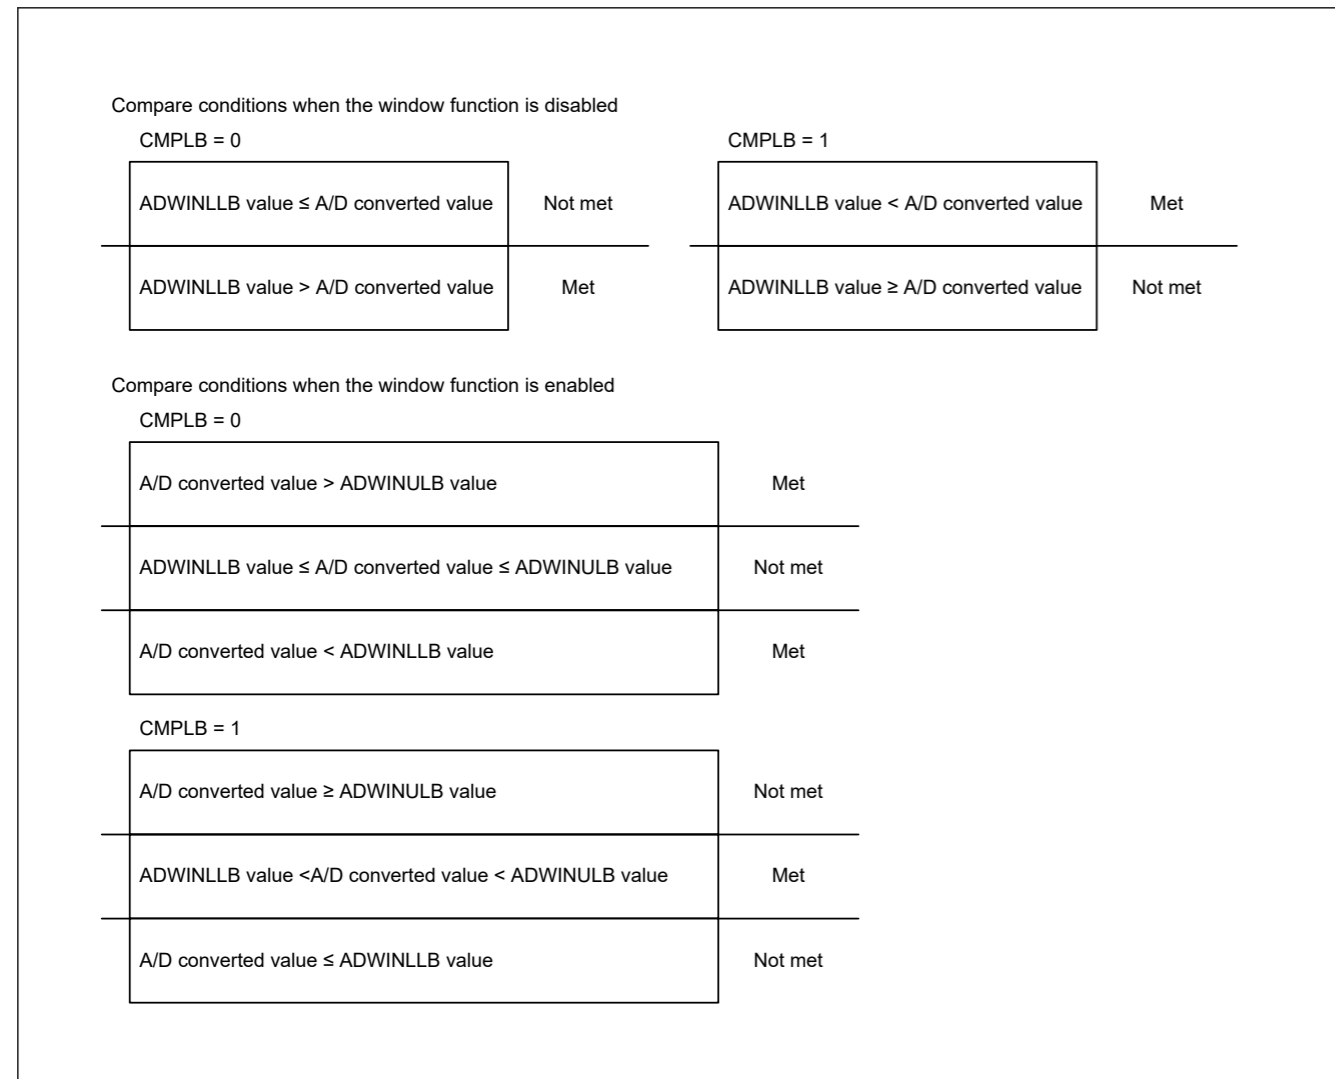 Compare conditions when the window function is disabled
CMPLB = 0
ADWINLLB value ≤ A/D converted value Not met
ADWINLLB value > A/D converted value Met
CMPLB = 1
ADWINLLB value < A/D converted value Met
ADWINLLB value ≥ A/D converted value Not met
Compare conditions when the window function is enabled
CMPLB = 0
A/D converted value > ADWINULB value Met
ADWINLLB value ≤ A/D converted value ≤ ADWINULB value Not met
A/D converted value < ADWINLLB value Met
CMPLB = 1
A/D converted value ≥ ADWINULB value Not met
ADWINLLB value <A/D converted value < ADWINULB value Met
A/D converted value ≤ ADWINLLB value Not met